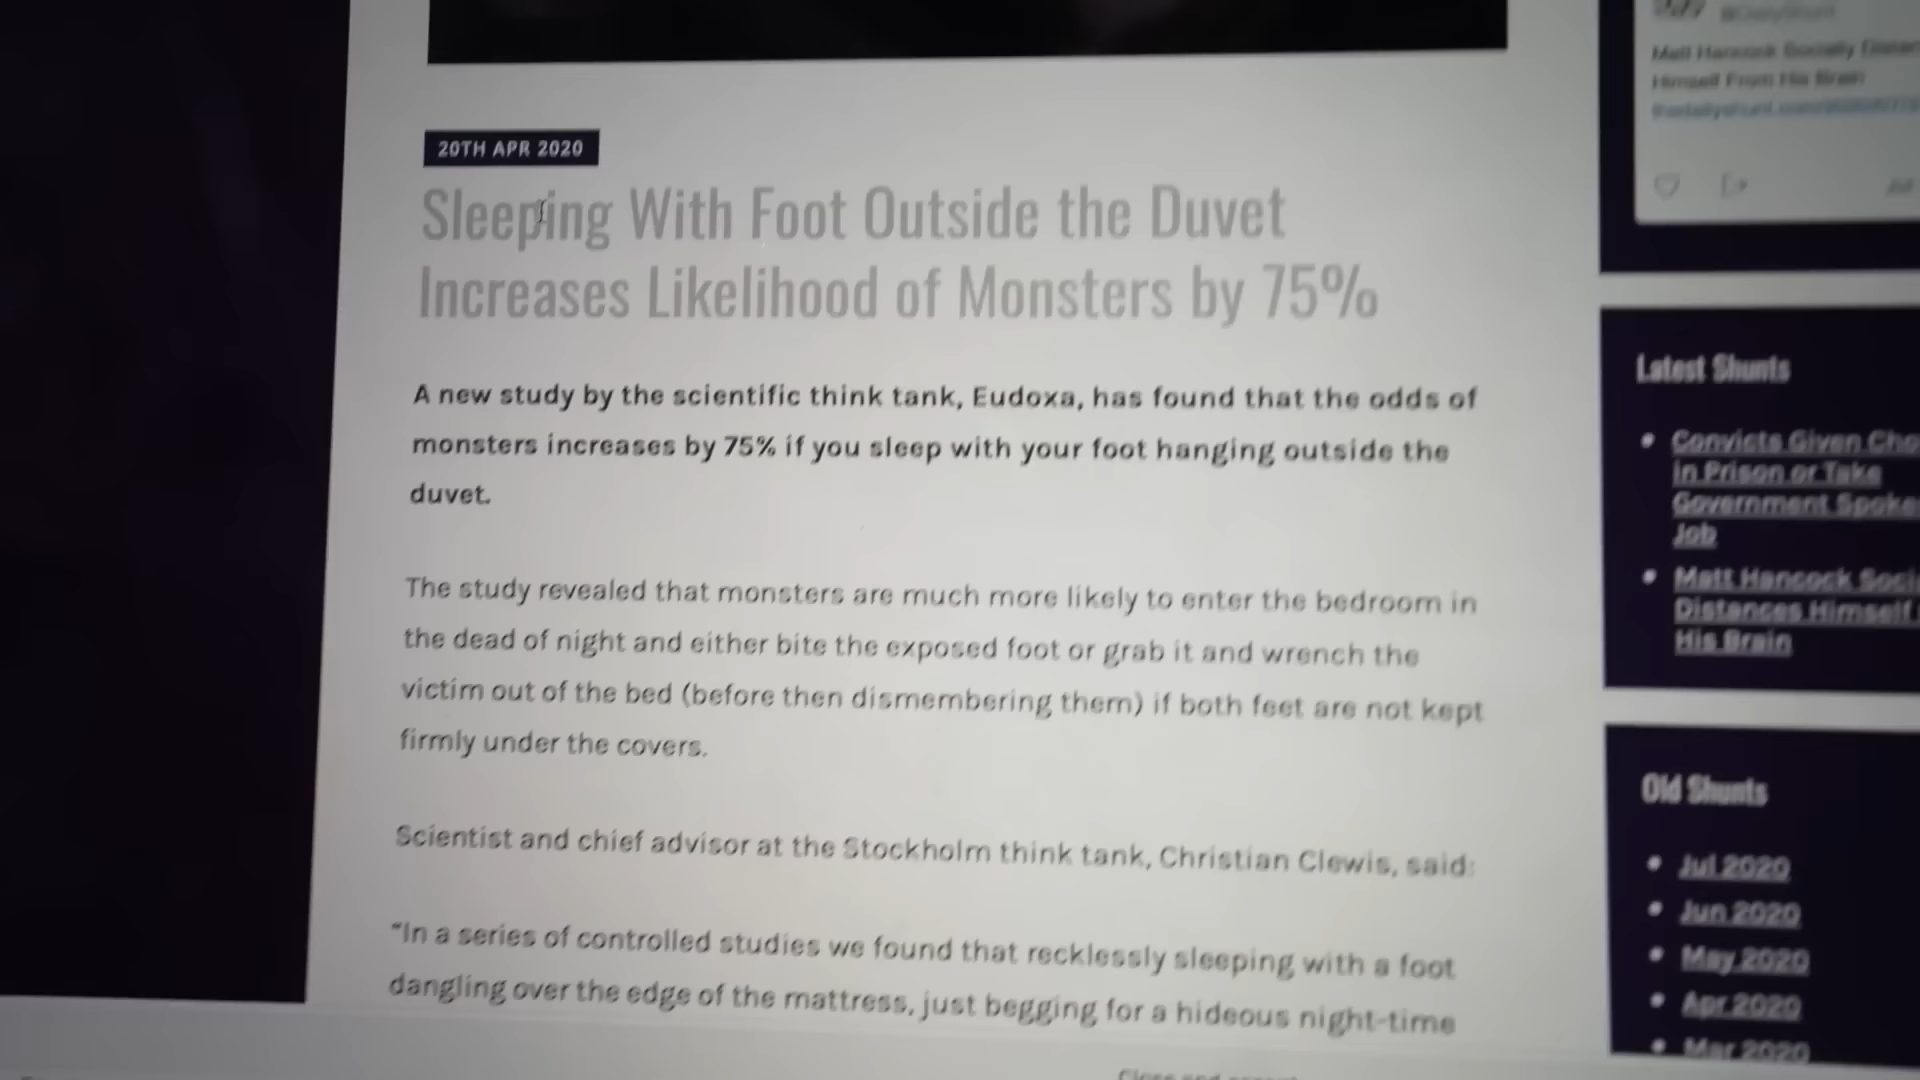 20TH APR 2020
Sleeping With Foot Outside the Duvet
Increases Likelihood of Monsters by 75%
A new study by the scientific think tank, Eudoxa, has found that the odds of
monsters increases by 75% if you sleep with your foot hanging outside the
duvet.
The study revealed that monsters are much more likely to enter the bedroom in
the dead of night and either bite the exposed foot or grab it and wrench the
victim out of the bed (before then dismembering them) if both feet are not kept
firmly under the covers.
Scientist and chief advisor at the Stockholm think tank, Christian Clewis, said:
“In a series of controlled studies we found that recklessly sleeping with a foot
dangling over the edge of the mattress, just begging for a hideous night-time
Matt Hancock Socially
Himself From His Brain
Latest Shunts
Convicts Given
in Prison or Take
Government
Job
Matt Hancock
Distances Himself
His Brain
Old Shunts
Jul 2020
Jun 2020
May 2020
Apr 2020
Mar 2020